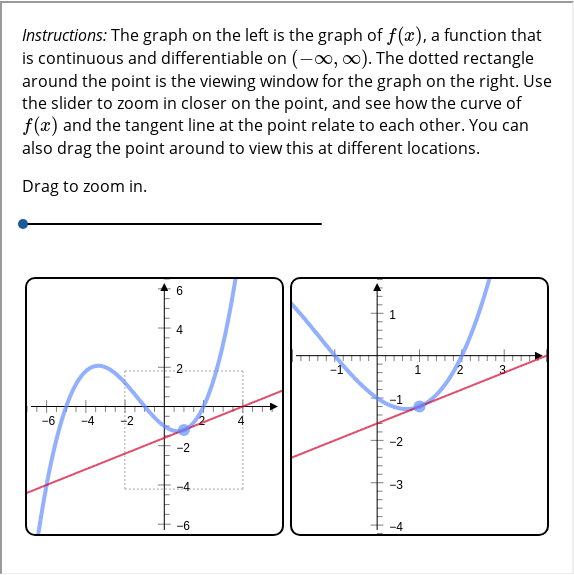 Instructions: The graph on the left is the graph of f(x), a function that
is continuous and differentiable on (−∞, ∞). The dotted rectangle
around the point is the viewing window for the graph on the right. Use
the slider to zoom in closer on the point, and see how the curve of
f(x) and the tangent line at the point relate to each other. You can
also drag the point around to view this at different locations.
Drag to zoom in.
6
4
2
−6 −4 −2 2 4
−2
−4
−6
1
−1 1 2 3
−1
−2
−3
−4